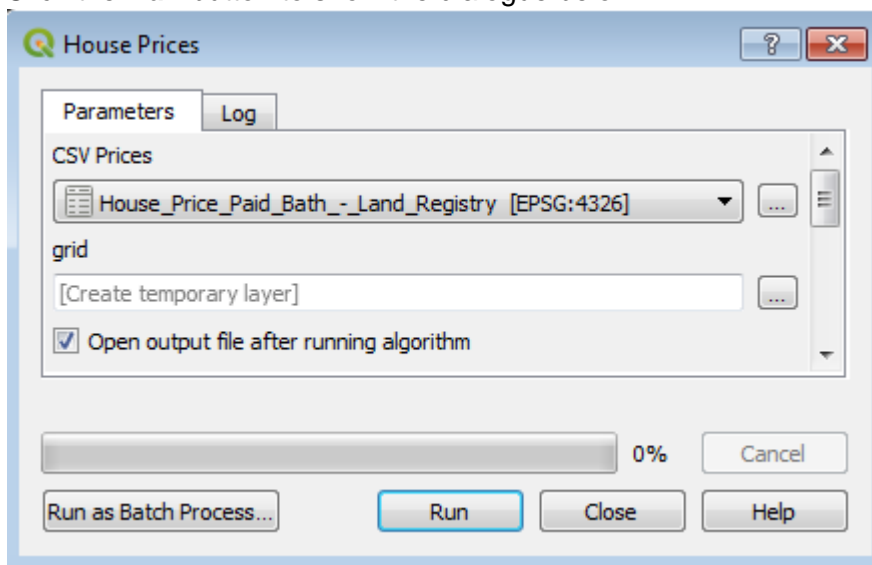 House Prices
Parameters Log
CSV Prices
House_Price_Paid_Bath_-_Land_Registry [EPSG:4326]
...
grid
[Create temporary layer]
...
Open output file after running algorithm
0% Cancel
Run as Batch Process... Run Close Help